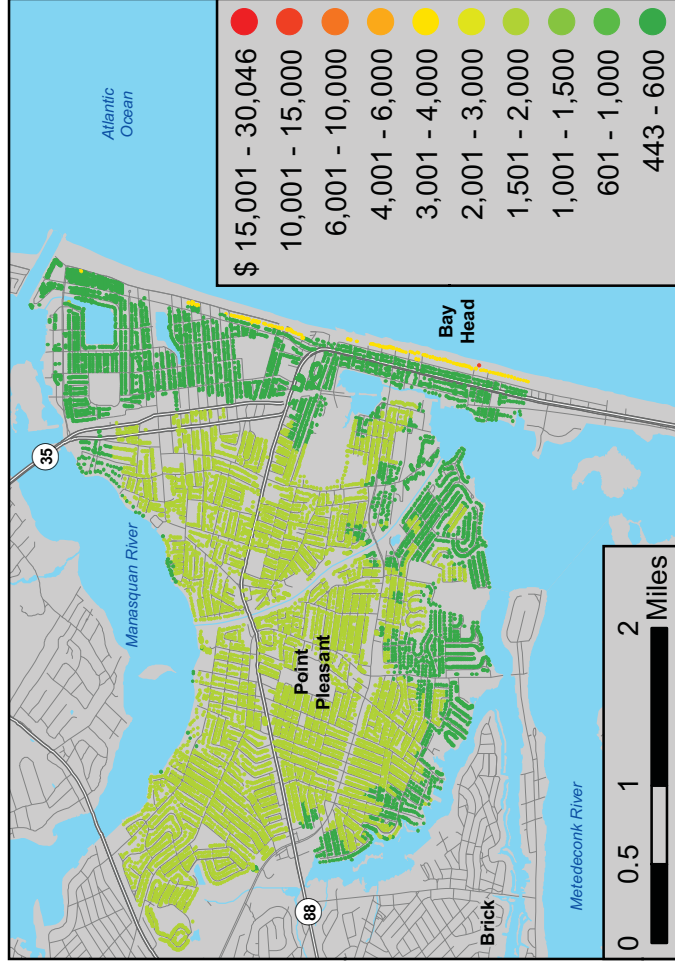 Atlantic
Ocean
35
Manasquan River
Bay
Head
Point
Pleasant
88
Brick
Metedeconk River
$ 15,001 - 30,046
10,001 - 15,000
6,001 - 10,000
4,001 - 6,000
3,001 - 4,000
2,001 - 3,000
1,501 - 2,000
1,001 - 1,500
601 - 1,000
443 - 600
0 0.5 1 2
Miles